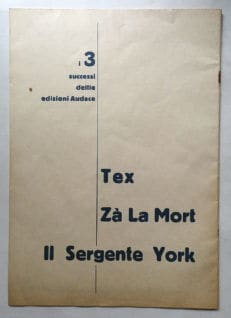 i 3
successi
delle
edizioni Audace
Tex
Zà La Mort
Il Sergente York